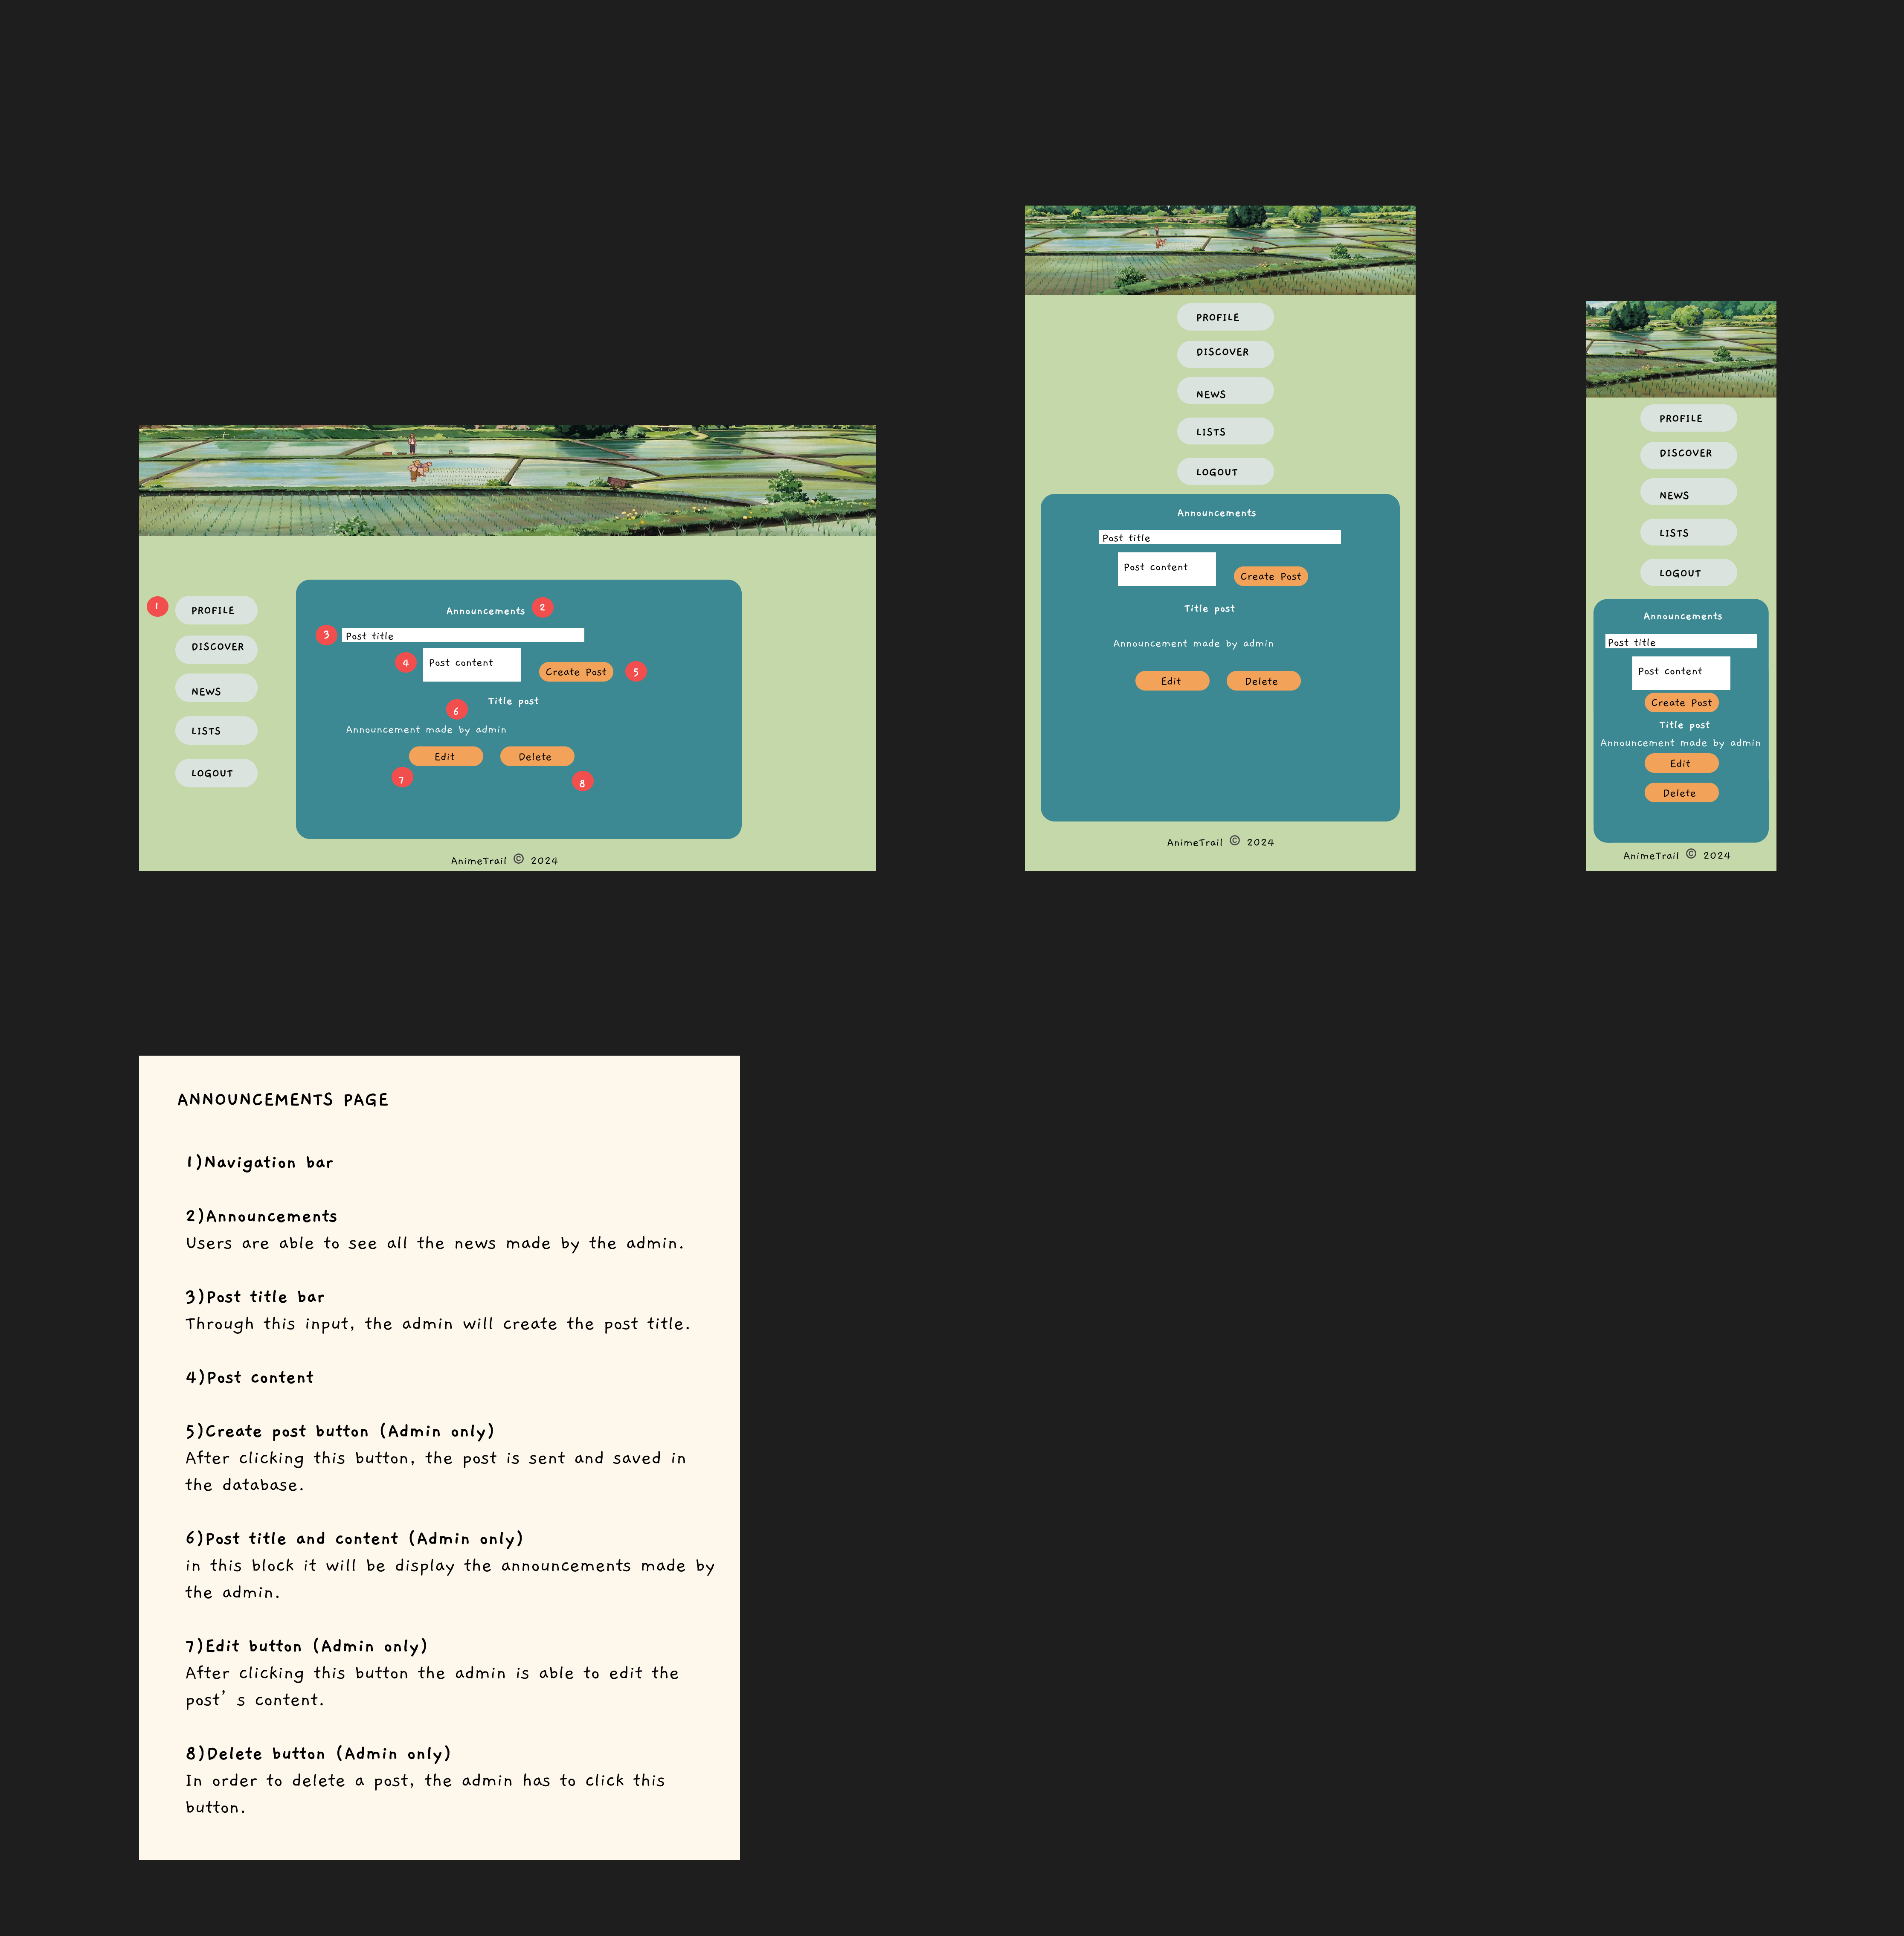 1
PROFILE
DISCOVER
NEWS
LISTS
LOGOUT
Announcements 2
3 Post title
4 Post content
Create Post 5
Title post
6
Announcement made by admin
Edit Delete
7 8
AnimeTrail © 2024
PROFILE
DISCOVER
NEWS
LISTS
LOGOUT
Announcements
Post title
Post content
Create Post
Title post
Announcement made by admin
Edit Delete
AnimeTrail © 2024
PROFILE
DISCOVER
NEWS
LISTS
LOGOUT
Announcements
Post title
Post content
Create Post
Title post
Announcement made by admin
Edit
Delete
AnimeTrail © 2024
ANNOUNCEMENTS PAGE
1)Navigation bar
2)Announcements
Users are able to see all the news made by the admin.
3)Post title bar
Through this input, the admin will create the post title.
4)Post content
5)Create post button (Admin only)
After clicking this button, the post is sent and saved in
the database.
6)Post title and content (Admin only)
in this block it will be display the announcements made by
the admin.
7)Edit button (Admin only)
After clicking this button the admin is able to edit the
post’ s content.
8)Delete button (Admin only)
In order to delete a post, the admin has to click this
button.